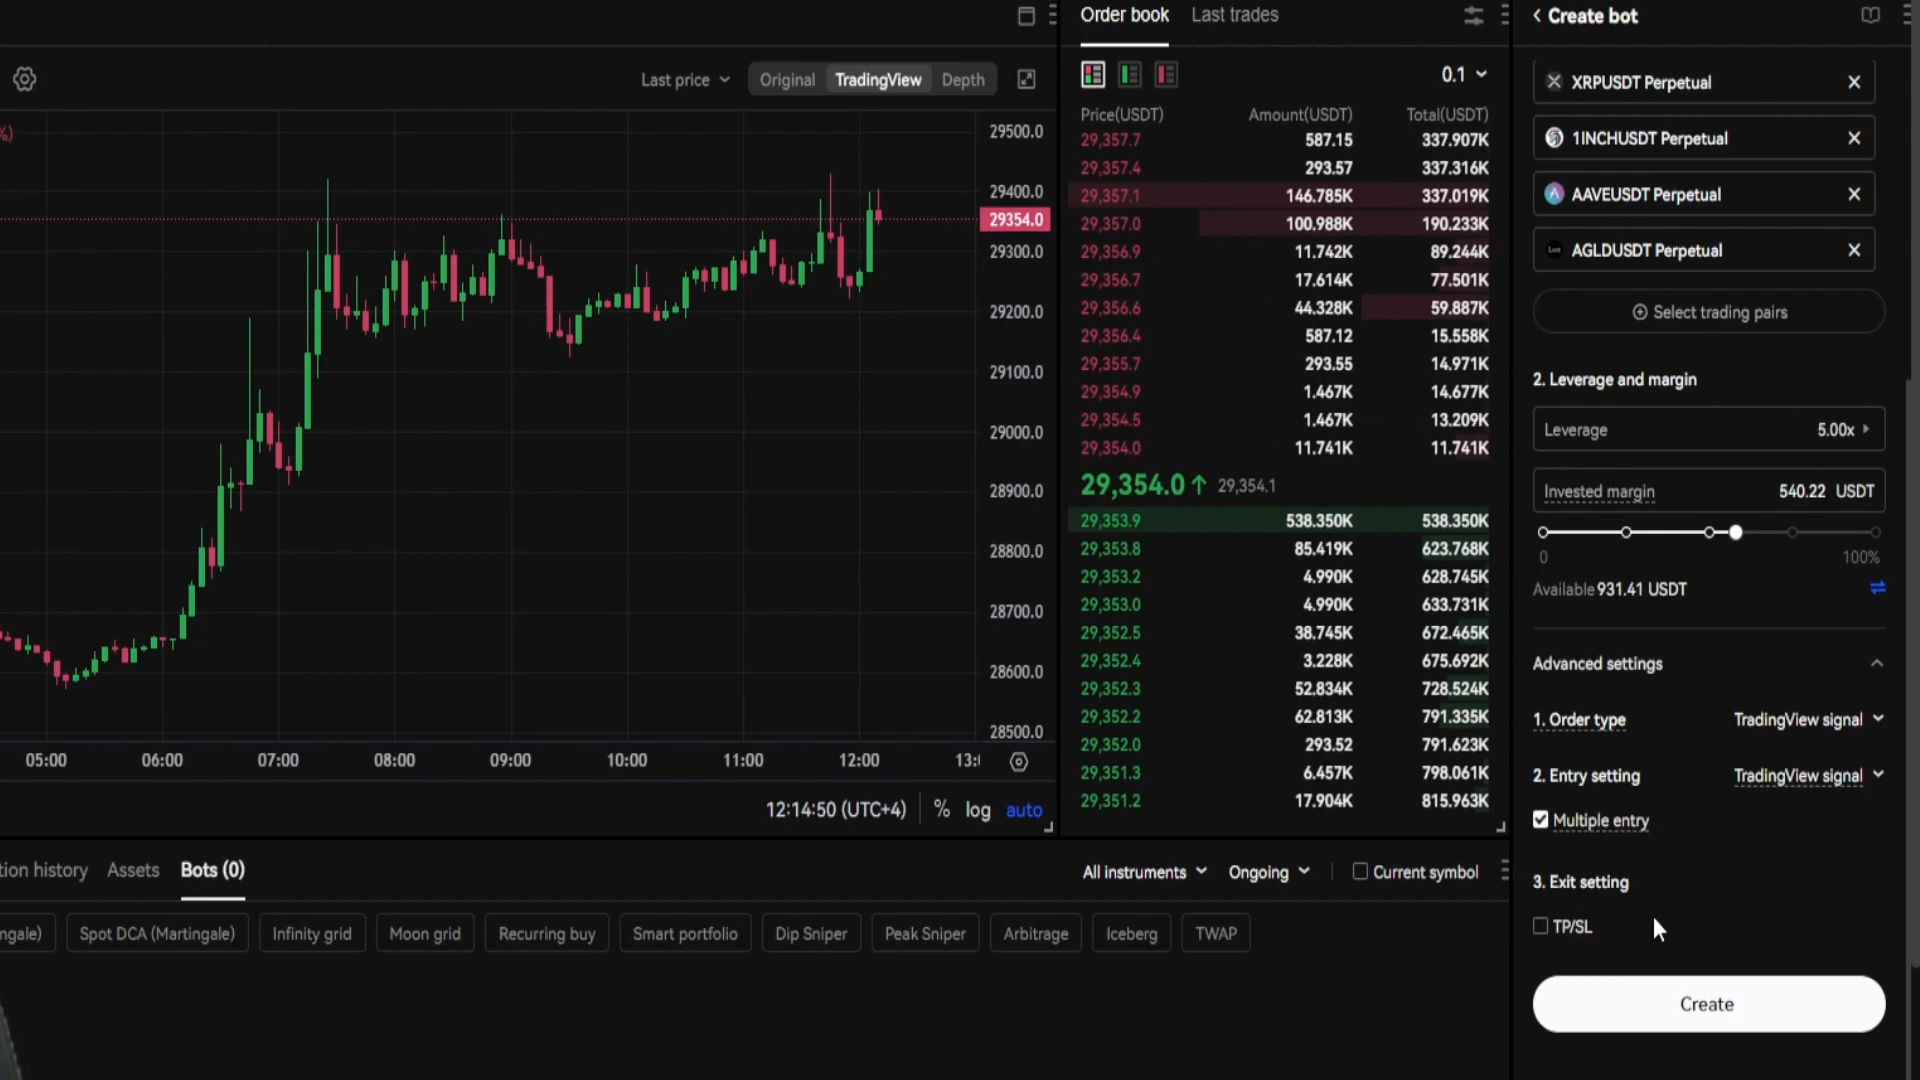 Order book Last trades
Create bot
Last price Original TradingView Depth
0.1
%)
Price(USDT) Amount(USDT) Total(USDT)
29,357.7 587.15 337.907K
29,357.4 293.57 337.316K
29,357.1 146.785K 337.019K
29,357.0 100.988K 190.233K
29,356.9 11.742K 89.244K
29,356.7 17.614K 77.501K
29,356.6 44.328K 59.887K
29,356.4 587.12 15.558K
29,355.7 293.55 14.971K
29,354.9 1.467K 14.677K
29,354.5 1.467K 13.209K
29,354.0 11.741K 11.741K
29,354.0 29,354.1
29,353.9 538.350K 538.350K
29,353.8 85.419K 623.768K
29,353.2 4.990K 628.745K
29,353.0 4.990K 633.731K
29,352.5 38.745K 672.465K
29,352.4 3.228K 675.692K
29,352.3 52.834K 728.524K
29,352.2 62.813K 791.335K
29,352.0 293.52 791.623K
29,351.3 6.457K 798.061K
29,351.2 17.904K 815.963K
29500.0
29400.0
29354.0
29300.0
29200.0
29100.0
29000.0
28900.0
28800.0
28700.0
28600.0
28500.0
05:00 06:00 07:00 08:00 09:00 10:00 11:00 12:00 13:
12:14:50 (UTC+4) % log auto
XRPUSDT Perpetual
1INCHUSDT Perpetual
AAVEUSDT Perpetual
AGLDUSDT Perpetual
Select trading pairs
2. Leverage and margin
Leverage 5.00x
Invested margin 540.22 USDT
0 100%
Available 931.41 USDT
Advanced settings
1. Order type TradingView signal
2. Entry setting TradingView signal
Multiple entry
3. Exit setting
TP/SL
Create
tion history Assets Bots (0)
All instruments Ongoing Current symbol
ngale) Spot DCA (Martingale) Infinity grid Moon grid Recurring buy Smart portfolio Dip Sniper Peak Sniper Arbitrage Iceberg TWAP